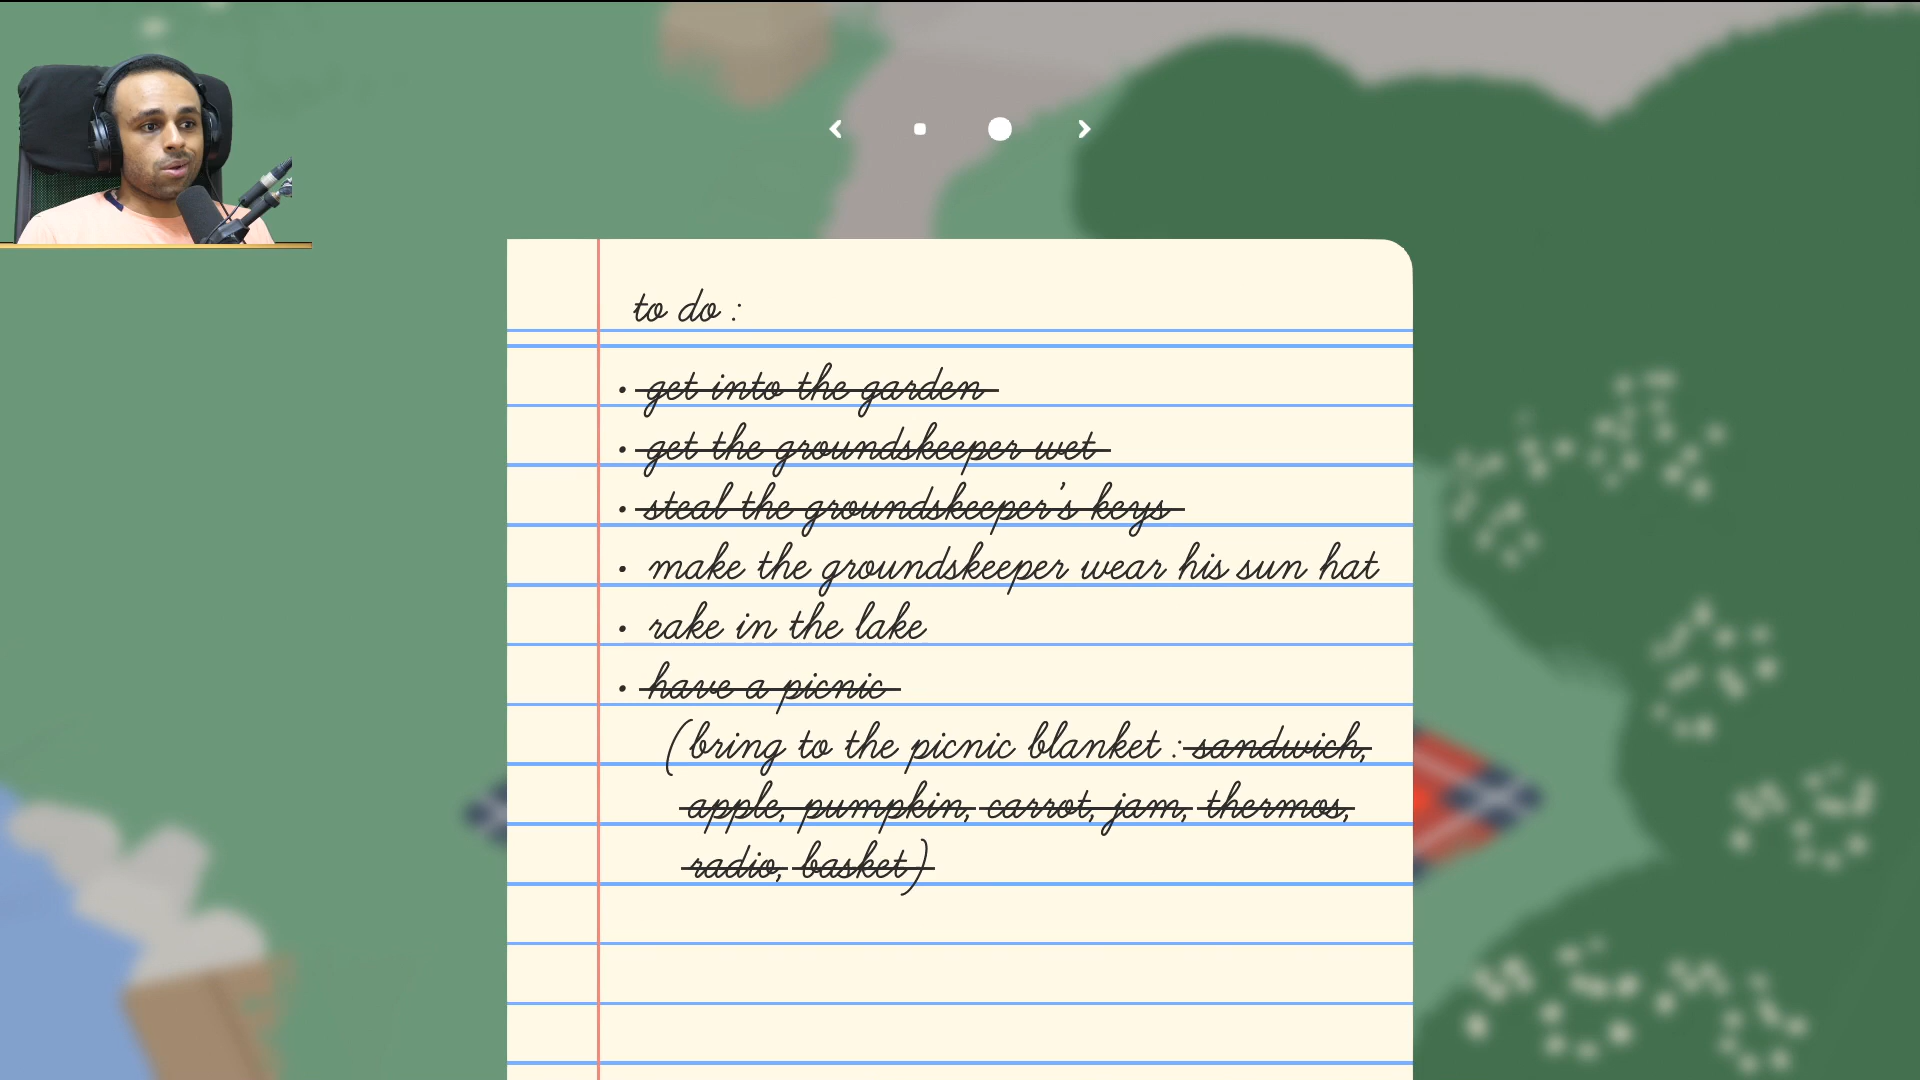 to do :
• get into the garden
• get the groundskeeper wet
• steal the groundskeeper's keys
• make the groundskeeper wear his sun hat
• rake in the lake
• have a picnic
(bring to the picnic blanket : sandwich,
apple, pumpkin, carrot, jam, thermos,
radio, basket)